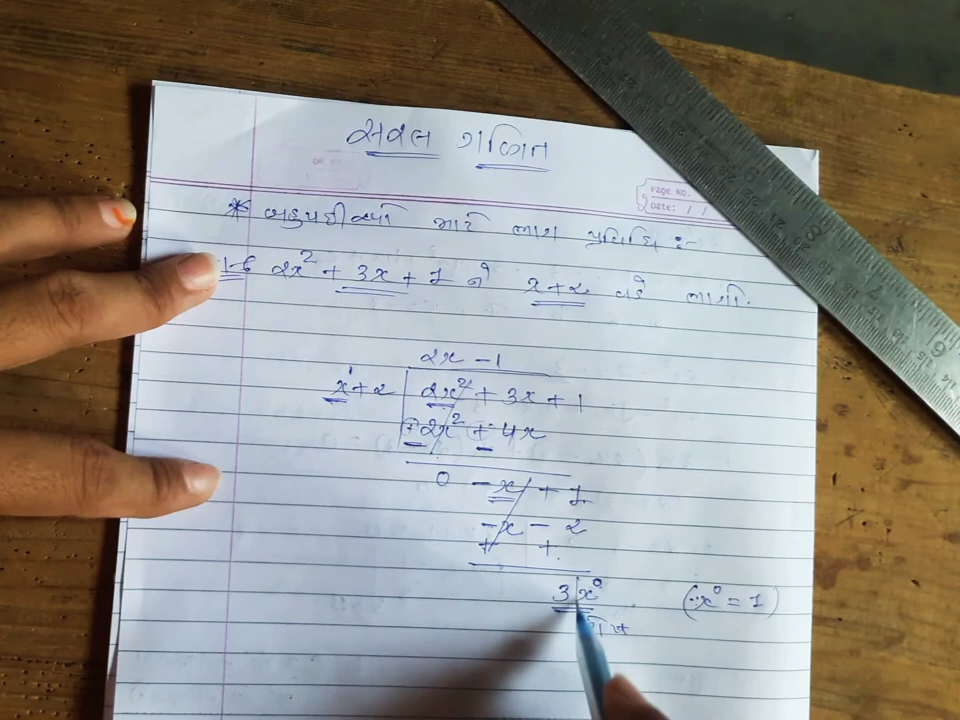 સરલ ગણિત
Page No.
Date: / /
* બહુપદીઓ માટે ભાગ પ્રવિધિ :-
2x² + 3x + 1 ને x + 2 વડે ભાગો.
2x - 1
x¹ + 2 2x² + 3x + 1
2x² + 4x
0 - x + 1
- x - 2
+ +
3x⁰ (∵ x⁰ = 1)